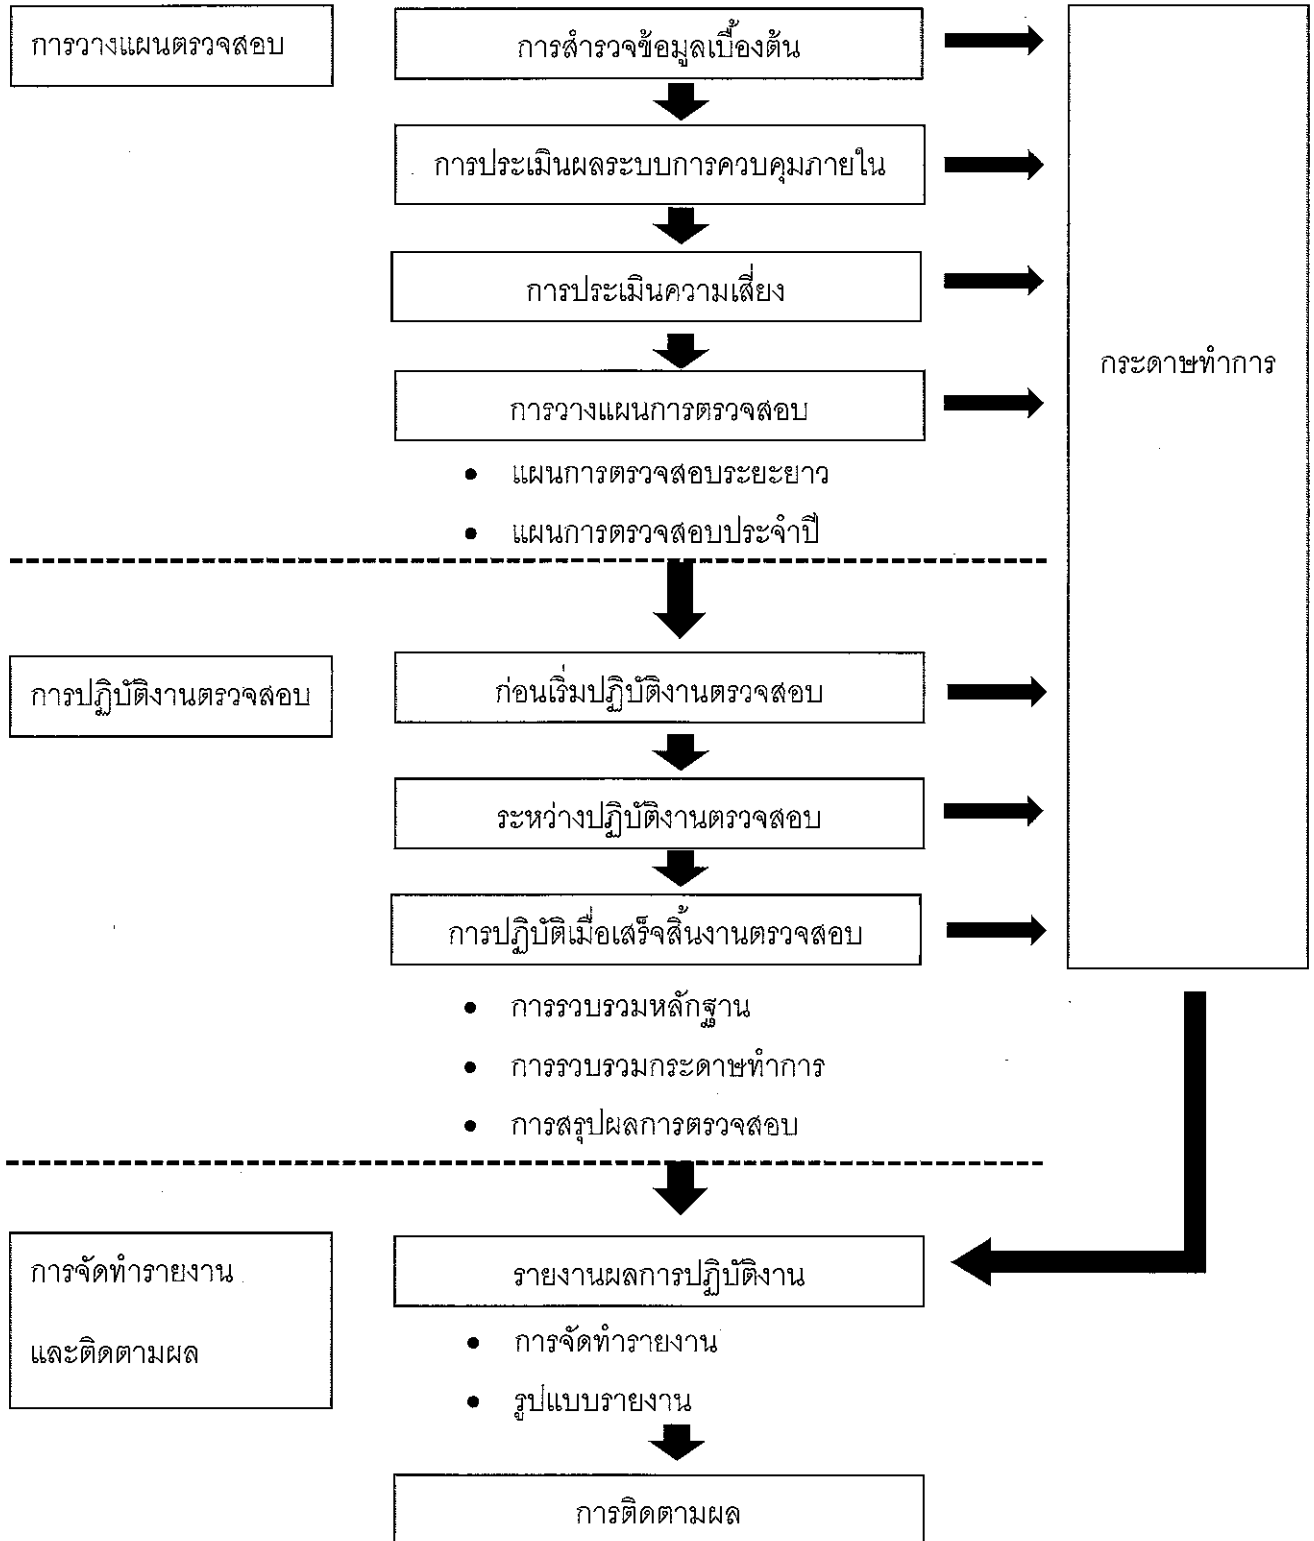 การวางแผนตรวจสอบ
การสำรวจข้อมูลเบื้องต้น
การประเมินผลระบบการควบคุมภายใน
การประเมินความเสี่ยง
กระดาษทำการ
การวางแผนการตรวจสอบ
• แผนการตรวจสอบระยะยาว
• แผนการตรวจสอบประจำปี
การปฏิบัติงานตรวจสอบ
ก่อนเริ่มปฏิบัติงานตรวจสอบ
ระหว่างปฏิบัติงานตรวจสอบ
การปฏิบัติเมื่อเสร็จสิ้นงานตรวจสอบ
• การรวบรวมหลักฐาน
• การรวบรวมกระดาษทำการ
• การสรุปผลการตรวจสอบ
การจัดทำรายงาน
และติดตามผล
รายงานผลการปฏิบัติงาน
• การจัดทำรายงาน
• รูปแบบรายงาน
การติดตามผล